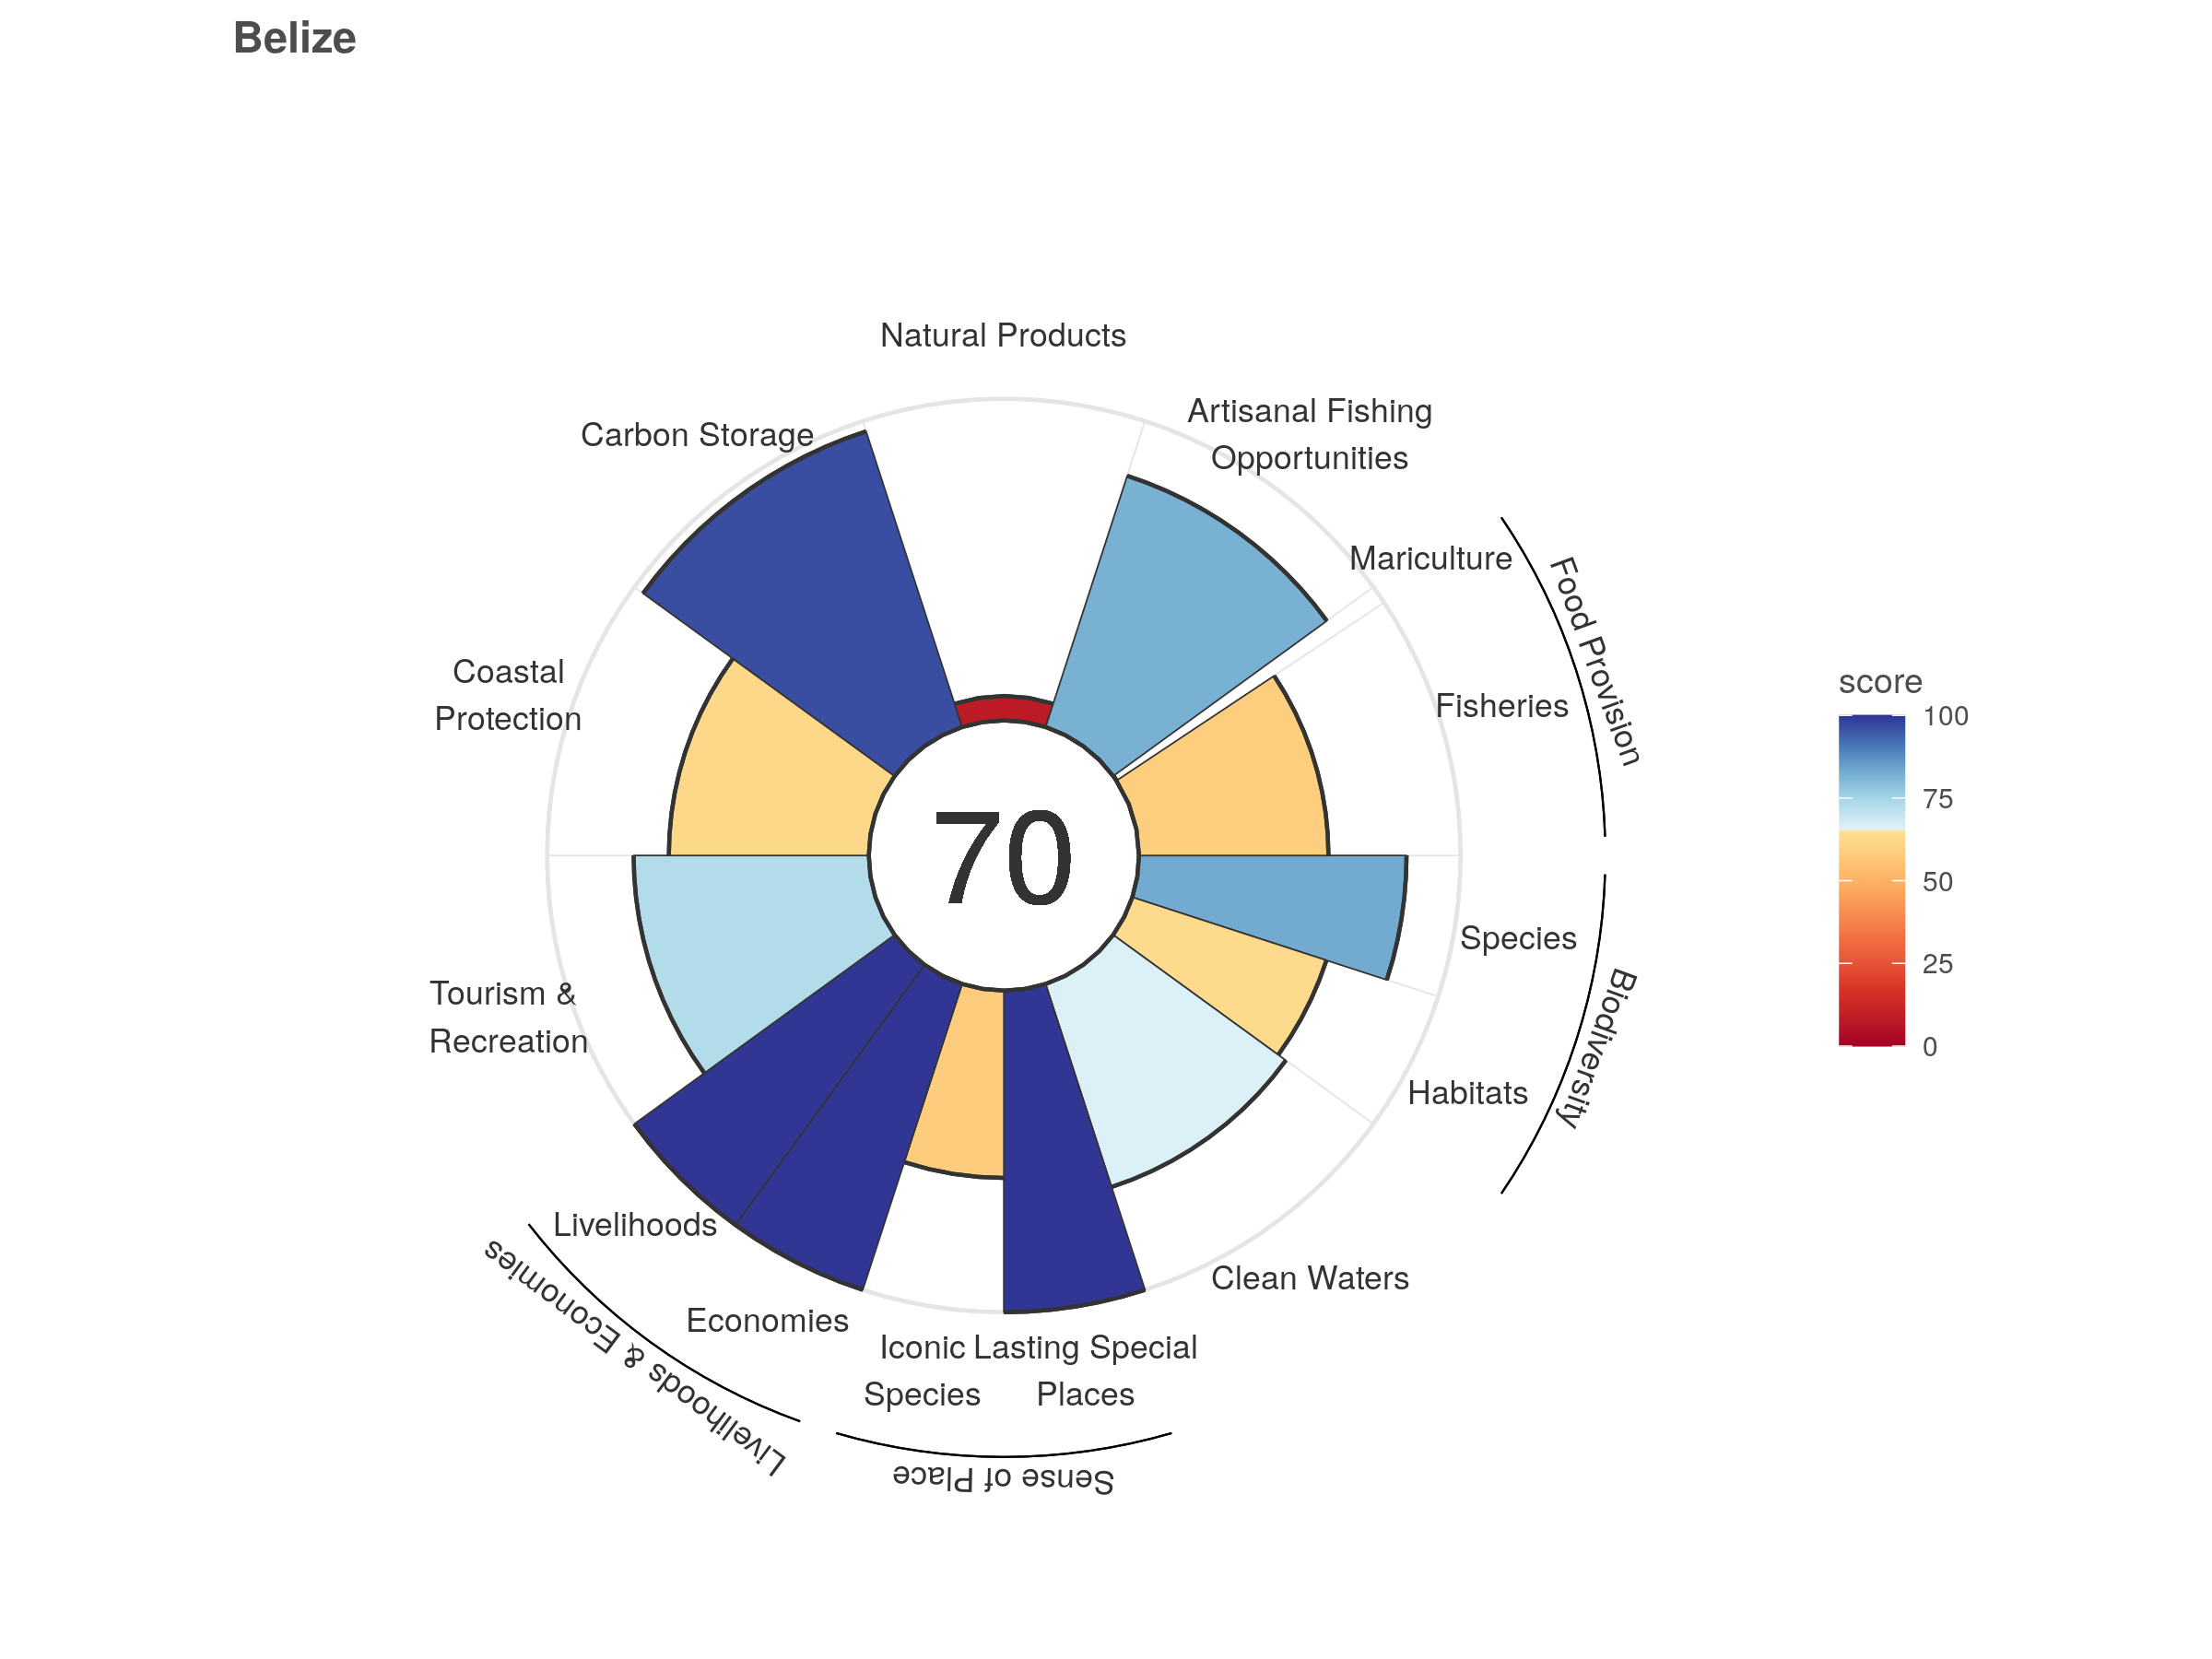 Belize
Natural Products
Artisanal Fishing
Opportunities
Carbon Storage
Mariculture
Food Provision
Fisheries
Coastal
Protection
70
Species
Biodiversity
Tourism &
Recreation
Habitats
Livelihoods
Clean Waters
Economies
Livelihoods & Economies
Iconic
Species
Lasting Special
Places
Sense of Place
score
100
75
50
25
0